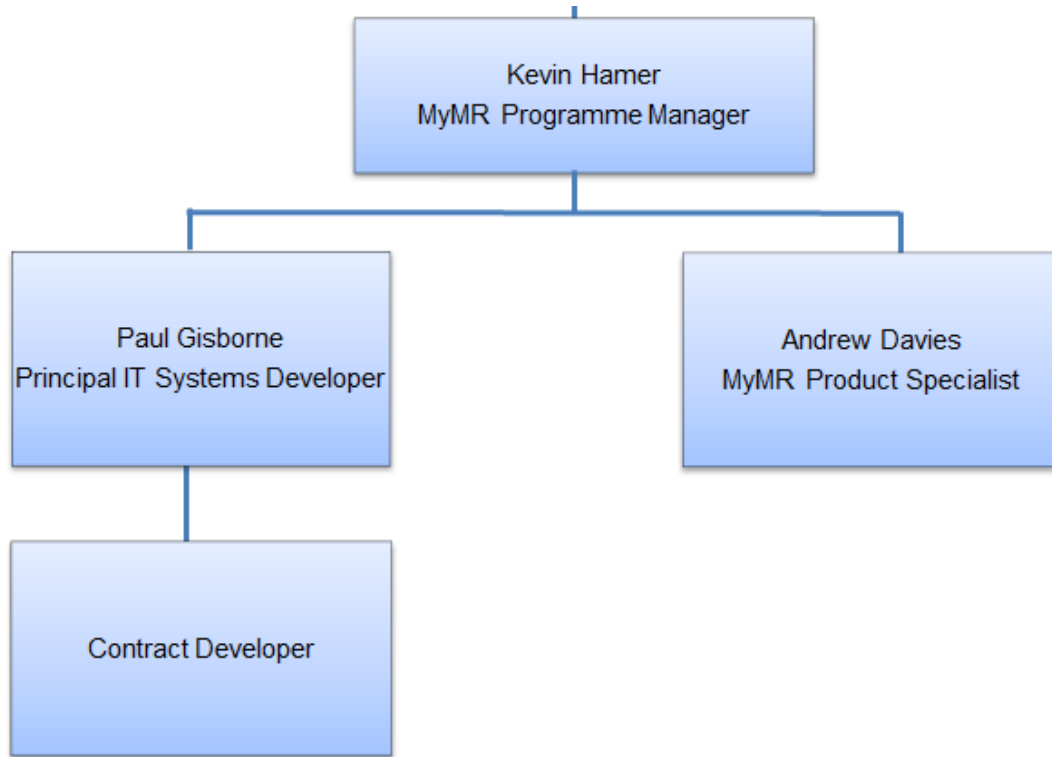 Kevin Hamer
MyMR Programme Manager
Paul Gisborne
Principal IT Systems Developer
Andrew Davies
MyMR Product Specialist
Contract Developer